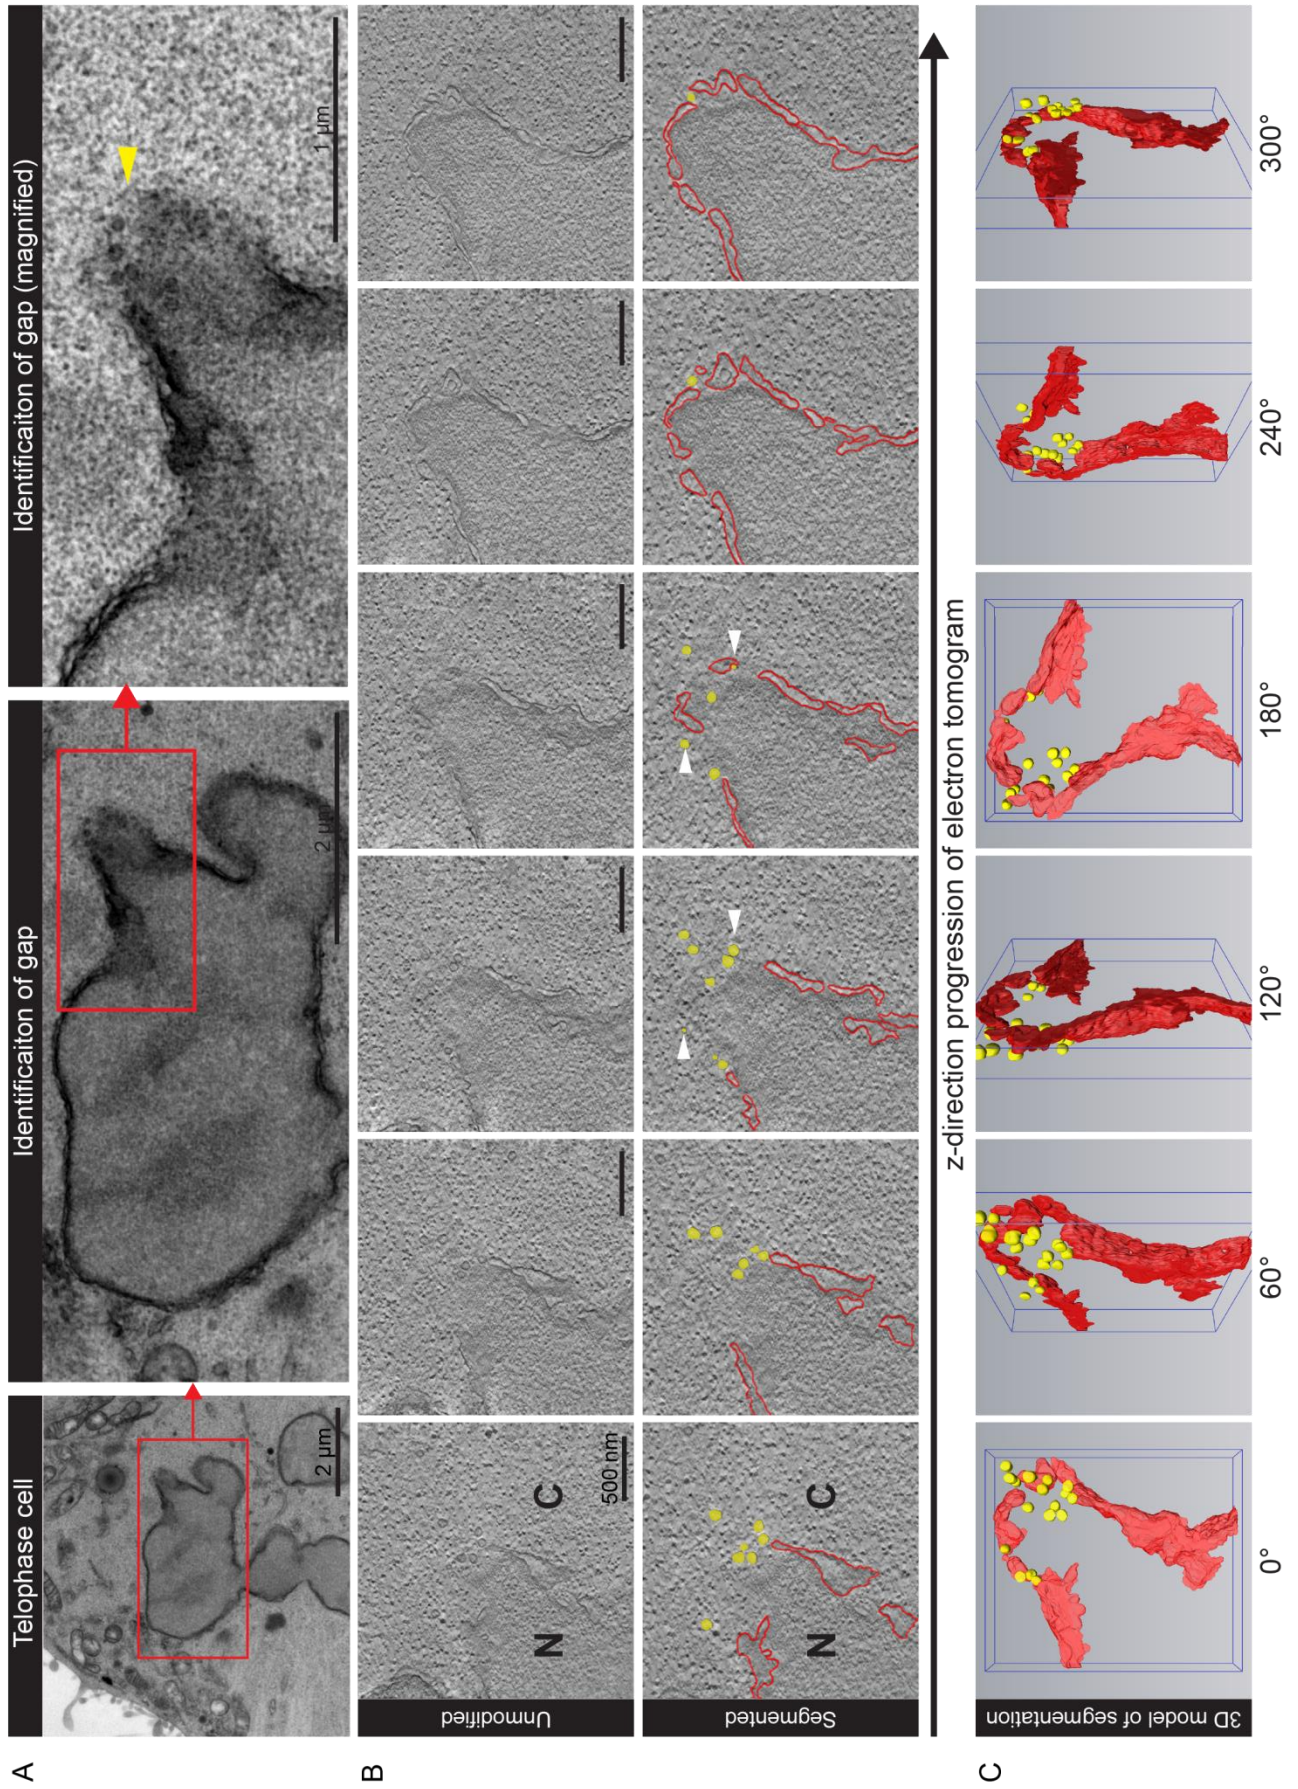 A
Telophase cell
2 µm
Identificaiton of gap
2 µm
Identificaiton of gap (magnified)
1 µm
B
Unmodified
N
C
500 nm
Segmented
N
C
z-direction progression of electron tomogram
C
3D model of segmentation
0°
60°
120°
180°
240°
300°